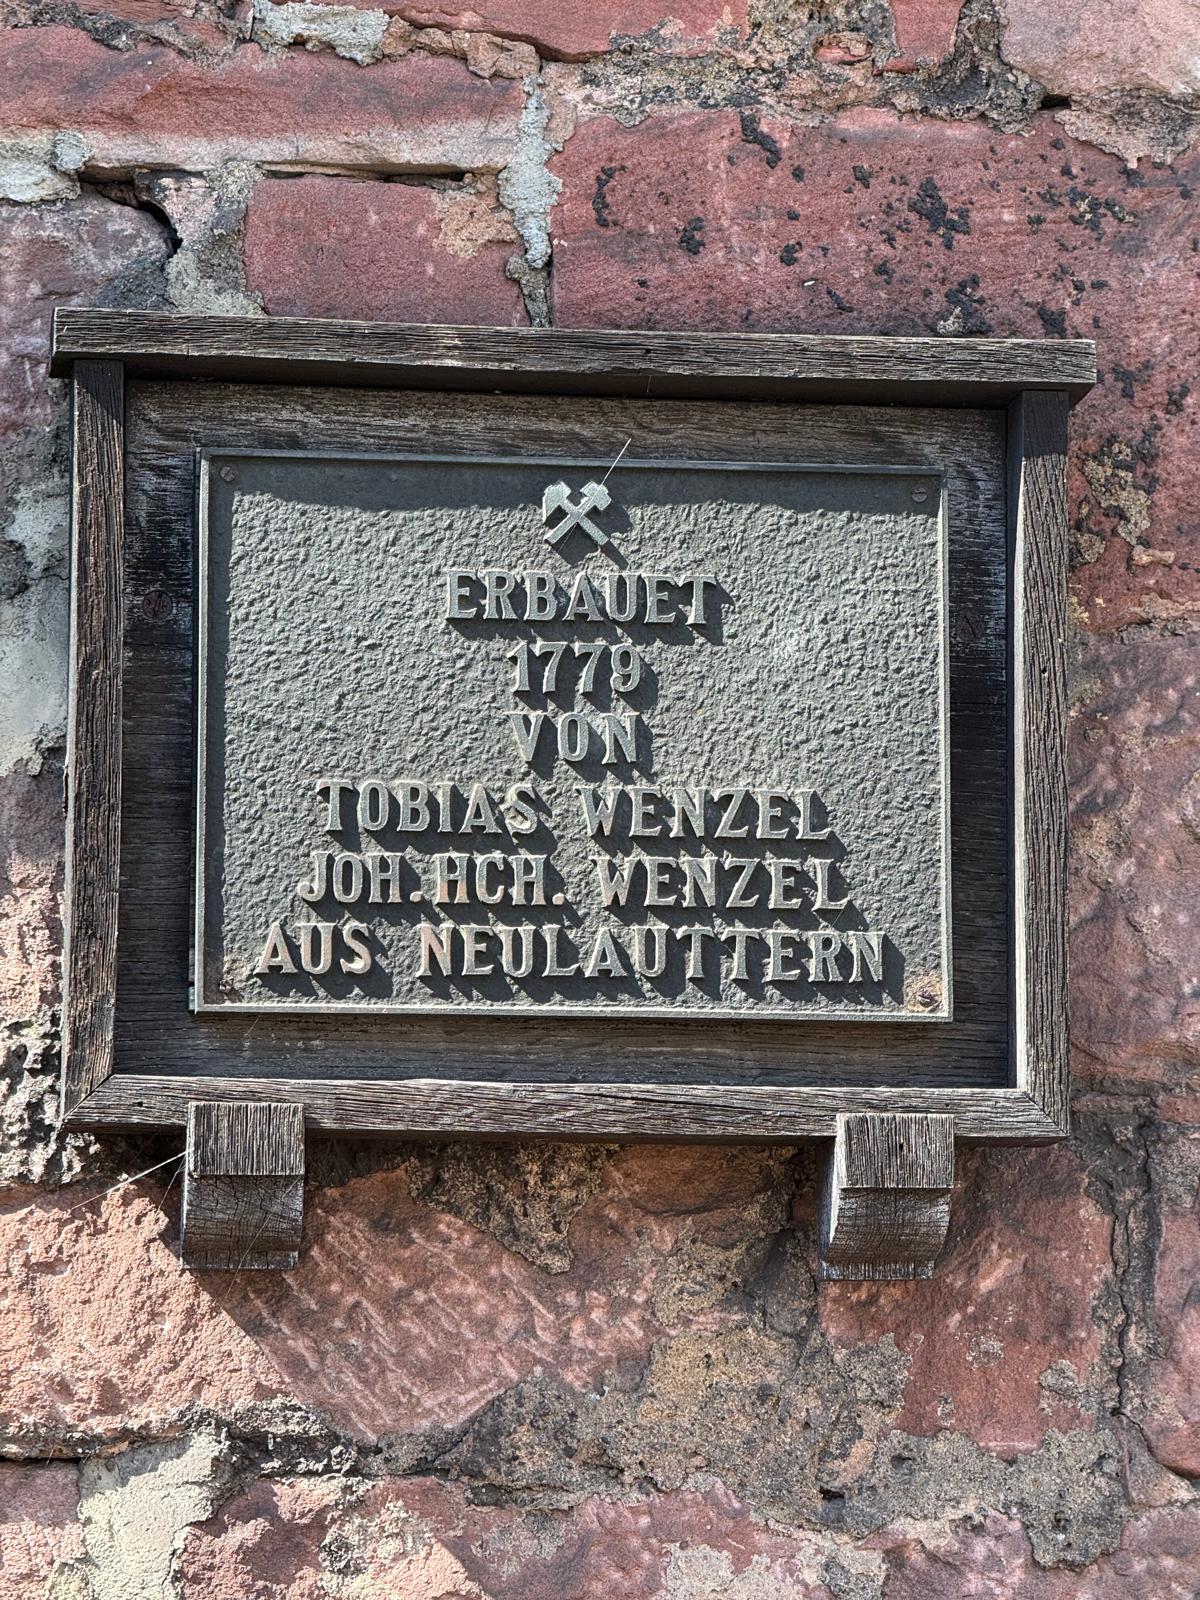 ERBAUET
1779
VON
TOBIAS WENZEL
JOH. HCH. WENZEL
AUS NEULAUTTERN